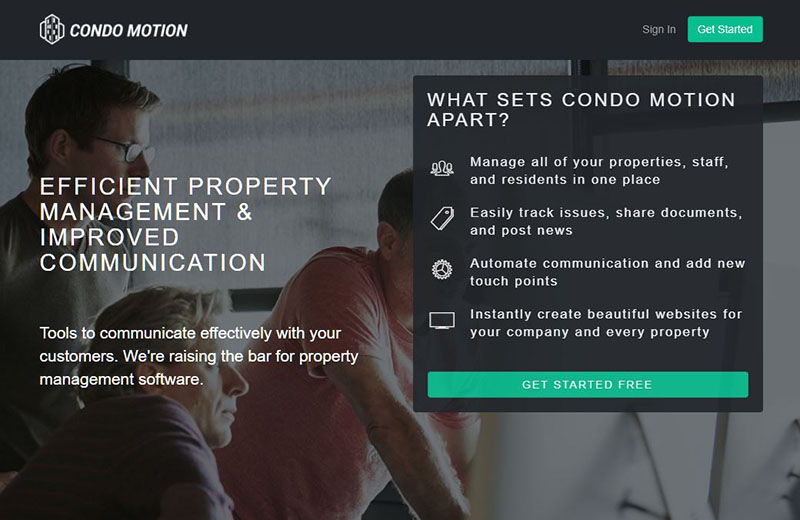 CONDO MOTION
Sign In
Get Started
EFFICIENT PROPERTY
MANAGEMENT &
IMPROVED
COMMUNICATION
Tools to communicate effectively with your
customers. We're raising the bar for property
management software.
WHAT SETS CONDO MOTION
APART?
Manage all of your properties, staff,
and residents in one place
Easily track issues, share documents,
and post news
Automate communication and add new
touch points
Instantly create beautiful websites for
your company and every property
GET STARTED FREE